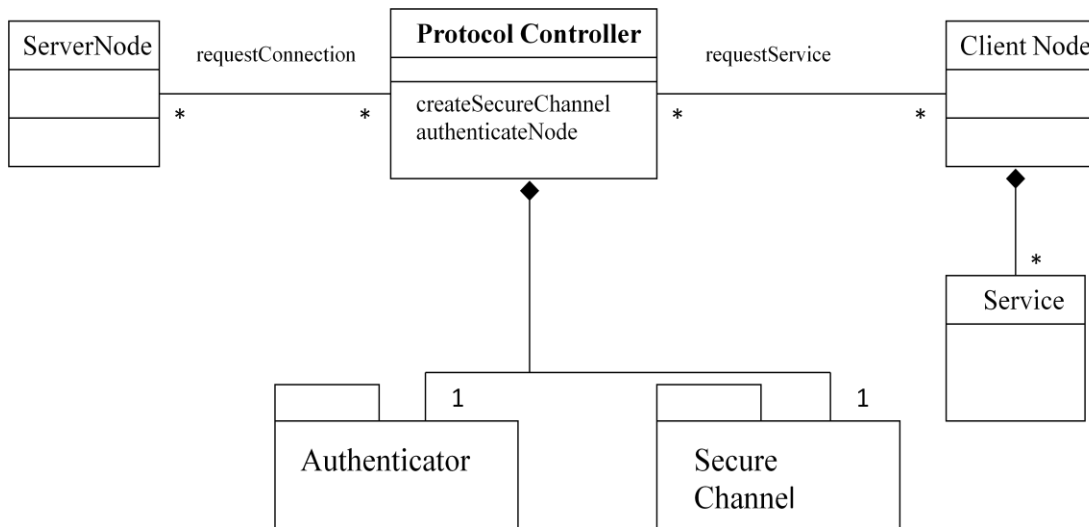 ServerNode
requestConnection
*
*
Protocol Controller
createSecureChannel
authenticateNode
requestService
*
*
Client Node
*
Service
1
Authenticator
1
Secure
Channel